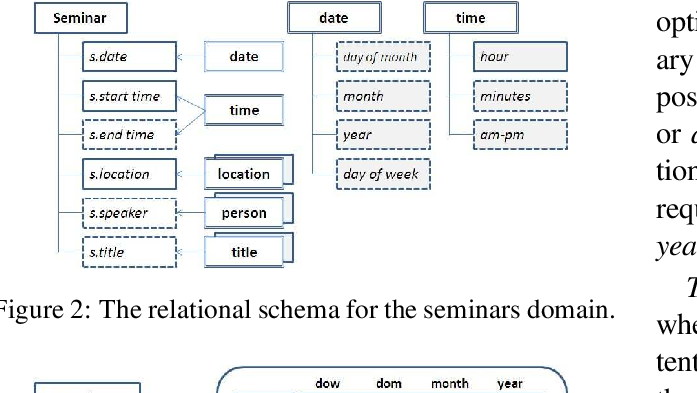 Seminar
date
time
s.date
date
day of month
hour
s.start time
time
month
minutes
s.end time
year
am-pm
s.location
location
day of week
s.speaker
person
s.title
title
Figure 2: The relational schema for the seminars domain.
dow dom month year
opti
ary
pos
or
tion
requ
yea
T
whe
tent